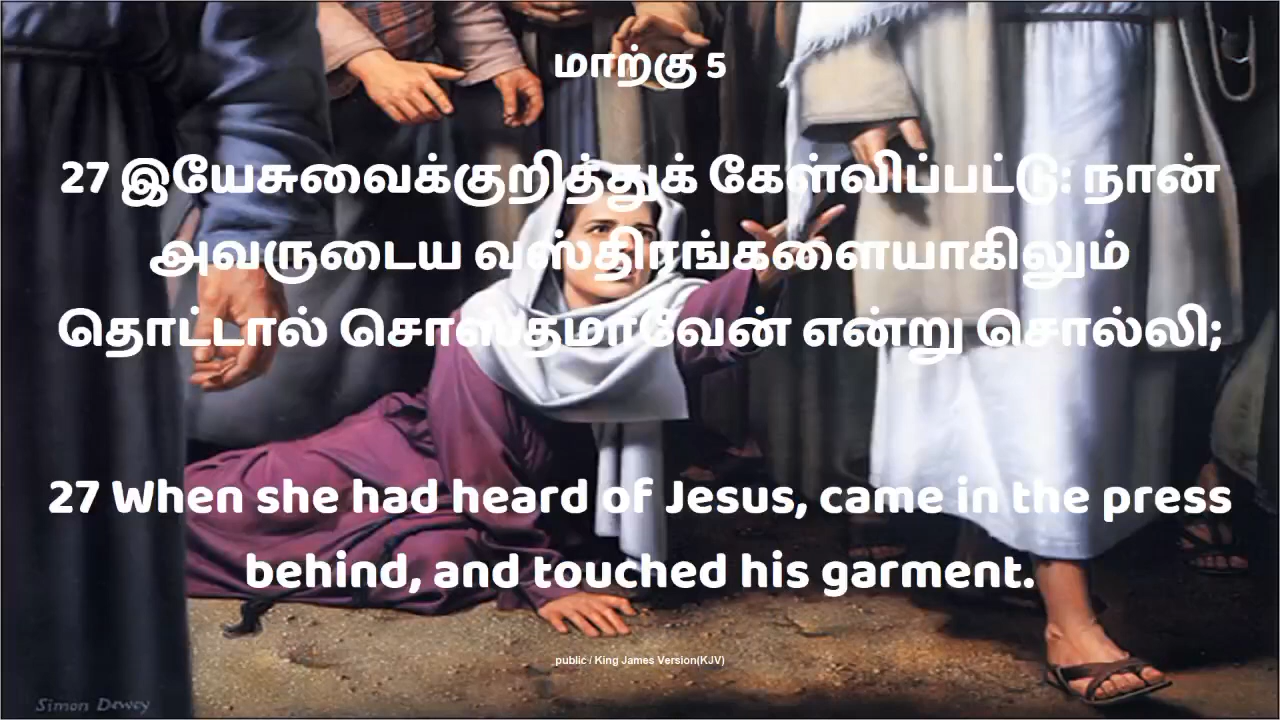 மாற்கு 5
27 இயேசுவைக்குறித்துக் கேள்விப்பட்டு: நான்
அவருடைய வஸ்திரங்களையாகிலும்
தொட்டால் சொஸ்தமாவேன் என்று சொல்லி;
27 When she had heard of Jesus, came in the press
behind, and touched his garment.
public / King James Version(KJV)
Simon Dewey